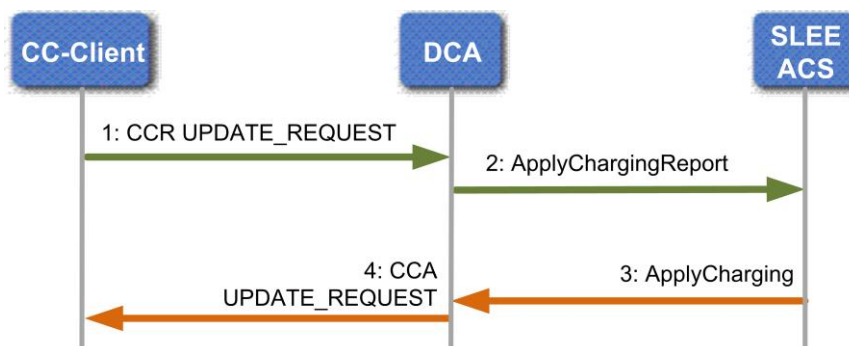 CC-Client
DCA
SLEE
ACS
1: CCR UPDATE_REQUEST
2: ApplyChargingReport
4: CCA
UPDATE_REQUEST
3: ApplyCharging